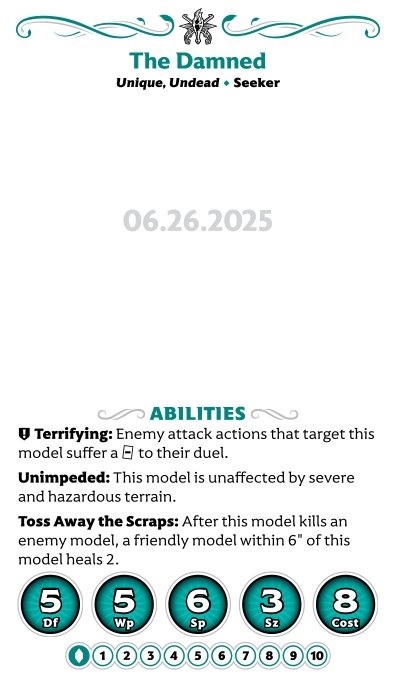 The Damned
Unique, Undead ♦ Seeker
06.26.2025
ABILITIES
Terrifying: Enemy attack actions that target this
model suffer a to their duel.
Unimpeded: This model is unaffected by severe
and hazardous terrain.
Toss Away the Scraps: After this model kills an
enemy model, a friendly model within 6" of this
model heals 2.
5 5 6 3 8
Df Wp Sp Sz Cost
1 2 3 4 5 6 7 8 9 10